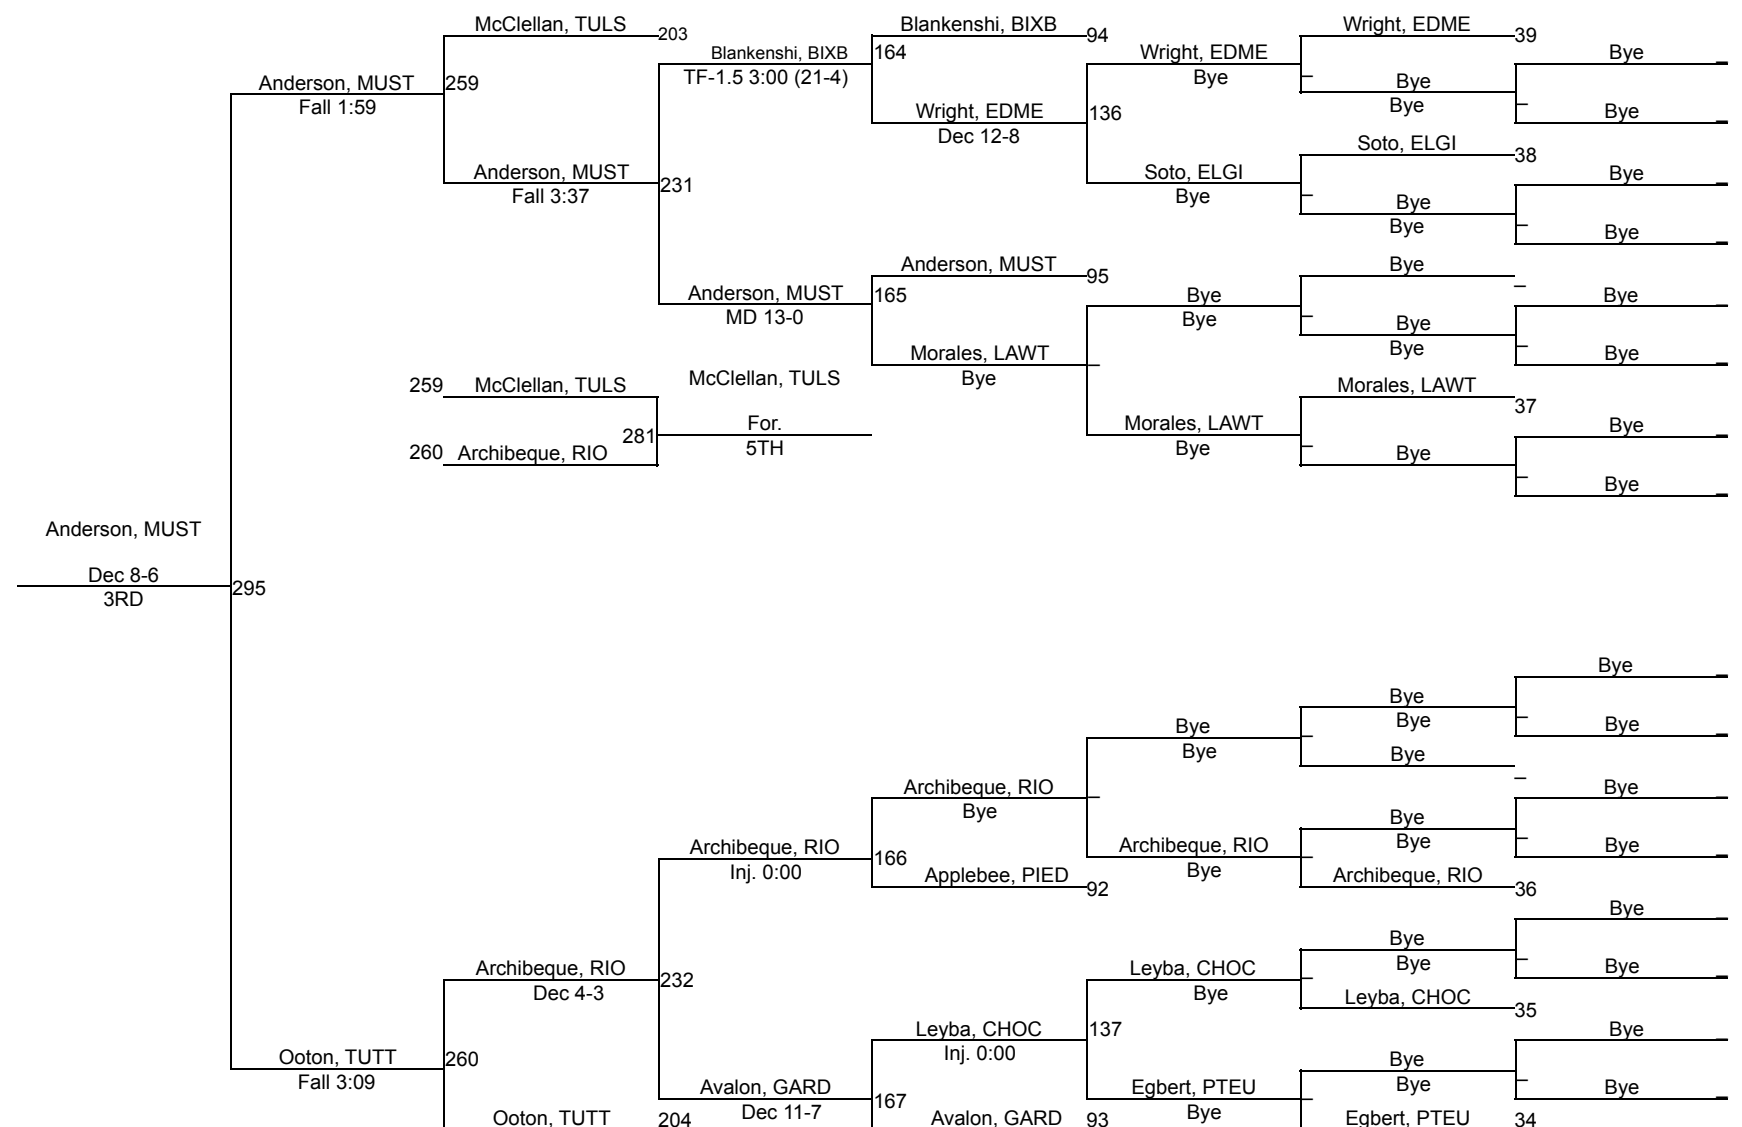 McClellan, TULS
203
Blankenshi, BIXB
94
Wright, EDME
39
Bye
_
Blankenshi, BIXB
TF-1.5 3:00 (21-4)
164
Wright, EDME
Bye
Bye
Bye
Bye
_
Anderson, MUST
Fall 1:59
259
Wright, EDME
Dec 12-8
136
Soto, ELGI
38
Bye
_
Anderson, MUST
Fall 3:37
231
Soto, ELGI
Bye
Bye
Bye
Bye
_
Anderson, MUST
95
Bye
Anderson, MUST
MD 13-0
165
Bye
Bye
Bye
_
Bye
Bye
Bye
_
Morales, LAWT
Bye
259
McClellan, TULS
McClellan, TULS
Morales, LAWT
37
For.
5TH
281
Morales, LAWT
Bye
Bye
_
260
Archibeque, RIO
Bye
Bye
_
Anderson, MUST
Dec 8-6
3RD
295
Bye
_
Bye
Bye
Bye
_
Bye
Bye
Bye
Archibeque, RIO
Bye
Bye
_
Bye
Bye
Bye
_
Archibeque, RIO
Inj. 0:00
166
Archibeque, RIO
Bye
Applebee, PIED
92
Archibeque, RIO
36
Bye
_
Bye
Bye
Archibeque, RIO
Dec 4-3
232
Leyba, CHOC
Bye
Bye
_
Leyba, CHOC
35
Leyba, CHOC
Inj. 0:00
137
Bye
_
Ooton, TUTT
Fall 3:09
260
Bye
Bye
Avalon, GARD
Dec 11-7
167
Egbert, PTEU
Bye
Bye
_
Ooton, TUTT
204
Avalon, GARD
93
Egbert, PTEU
34